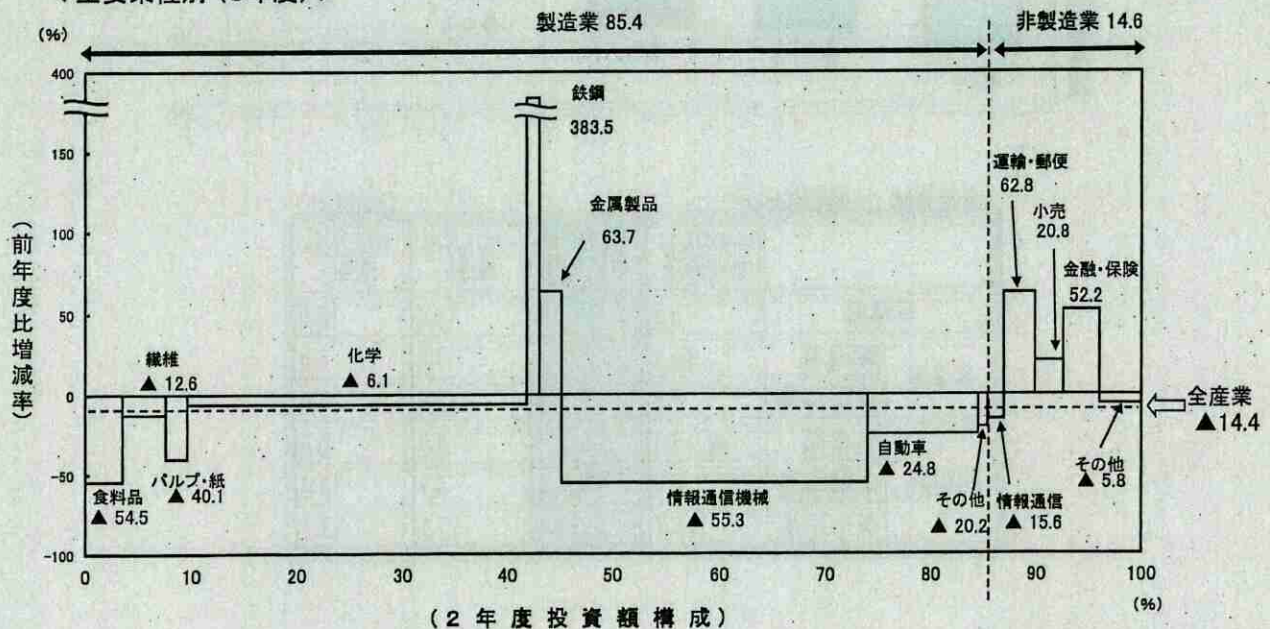 製造業 85.4
非製造業 14.6
(%)
400
150
100
50
0
-50
-100
(前年度比増減率)
鉄鋼
383.5
金属製品
63.7
運輸・郵便
62.8
小売
20.8
金融・保険
52.2
繊維
▲ 12.6
化学
▲ 6.1
全産業
▲14.4
食料品
▲ 54.5
パルプ・紙
▲ 40.1
情報通信機械
▲ 55.3
自動車
▲ 24.8
その他
▲ 20.2
情報通信
▲ 15.6
その他
▲ 5.8
0 10 20 30 40 50 60 70 80 90 100
(%)
(2年度投資額構成)